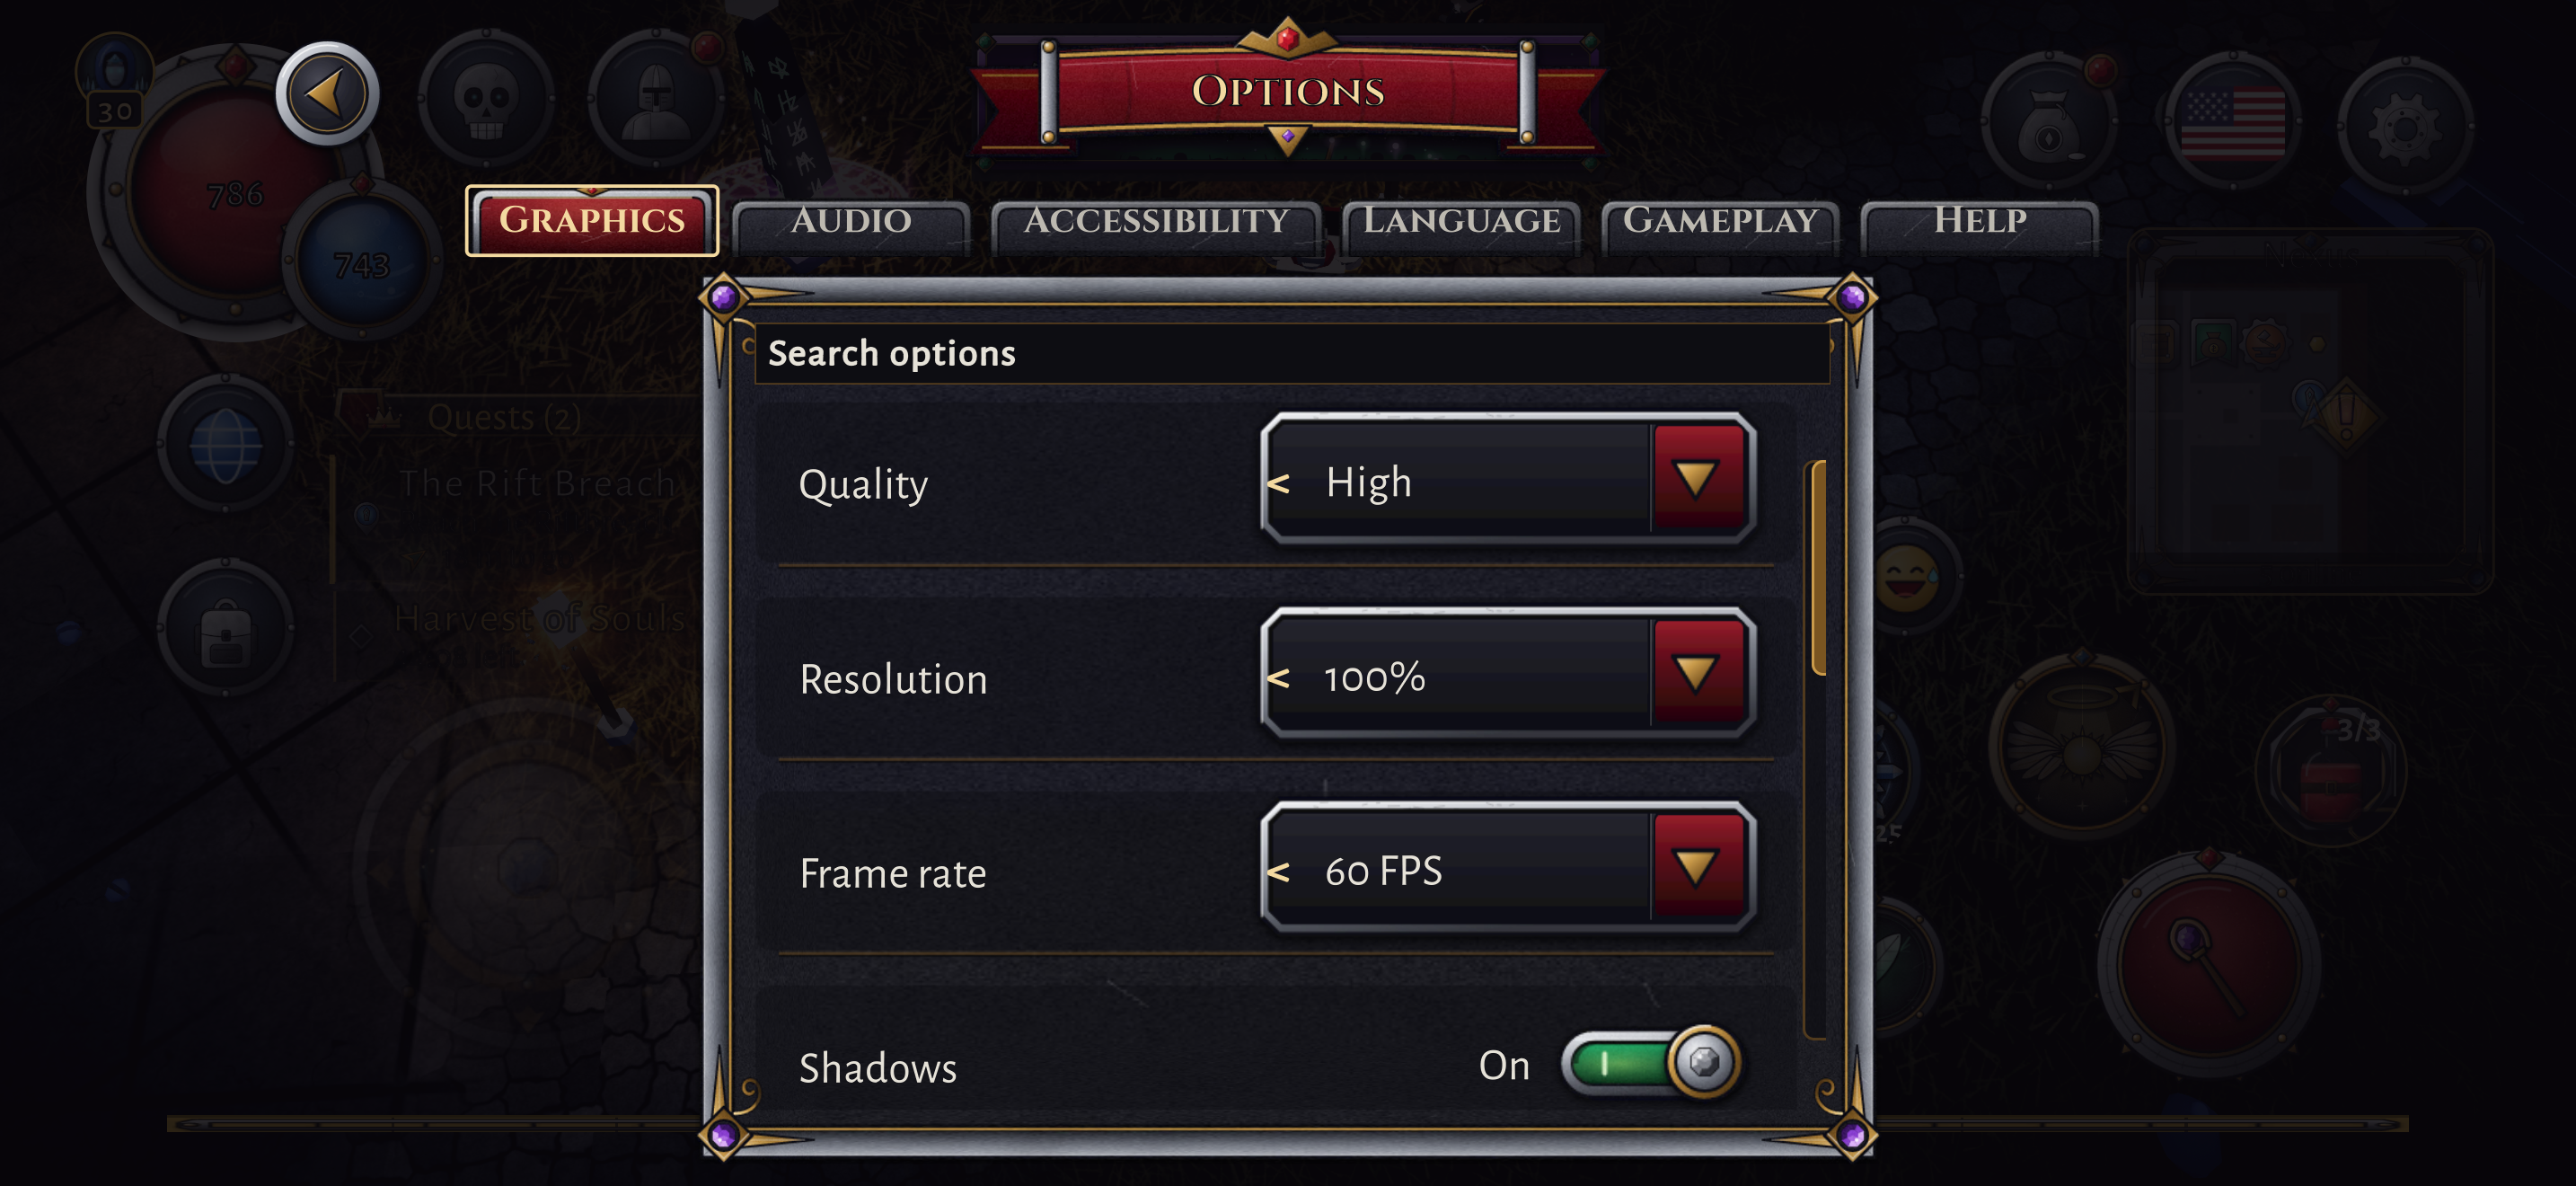 Options
30
786
743
Graphics
Audio
Accessibility
Language
Gameplay
Help
Search options
Quests (2)
The Rift Breach
Harvest of Souls
Quality
< High
Resolution
< 100%
Frame rate
< 60 FPS
Shadows
On
3/3
25